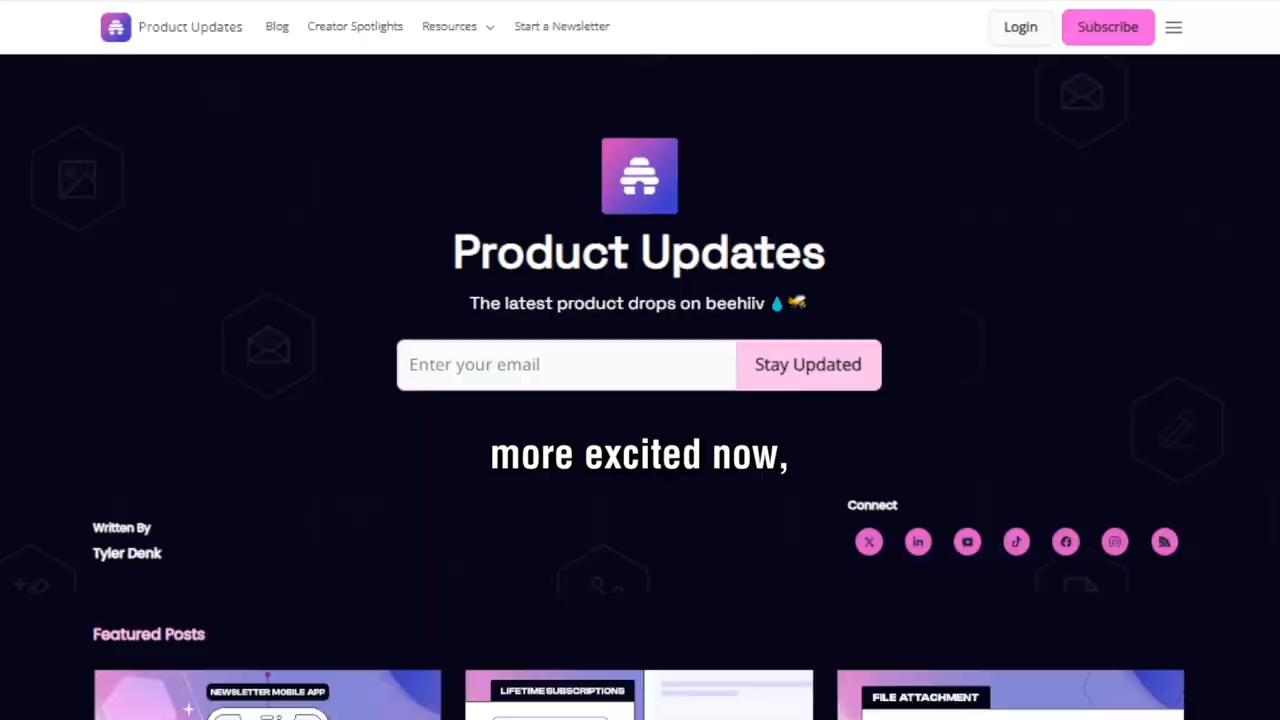 Product Updates Blog Creator Spotlights Resources Start a Newsletter Login Subscribe
Product Updates
The latest product drops on beehiiv 💧🐝
Enter your email Stay Updated
more excited now,
Connect
Written By
Tyler Denk
Featured Posts
NEWSLETTER MOBILE APP
LIFETIME SUBSCRIPTIONS
FILE ATTACHMENT